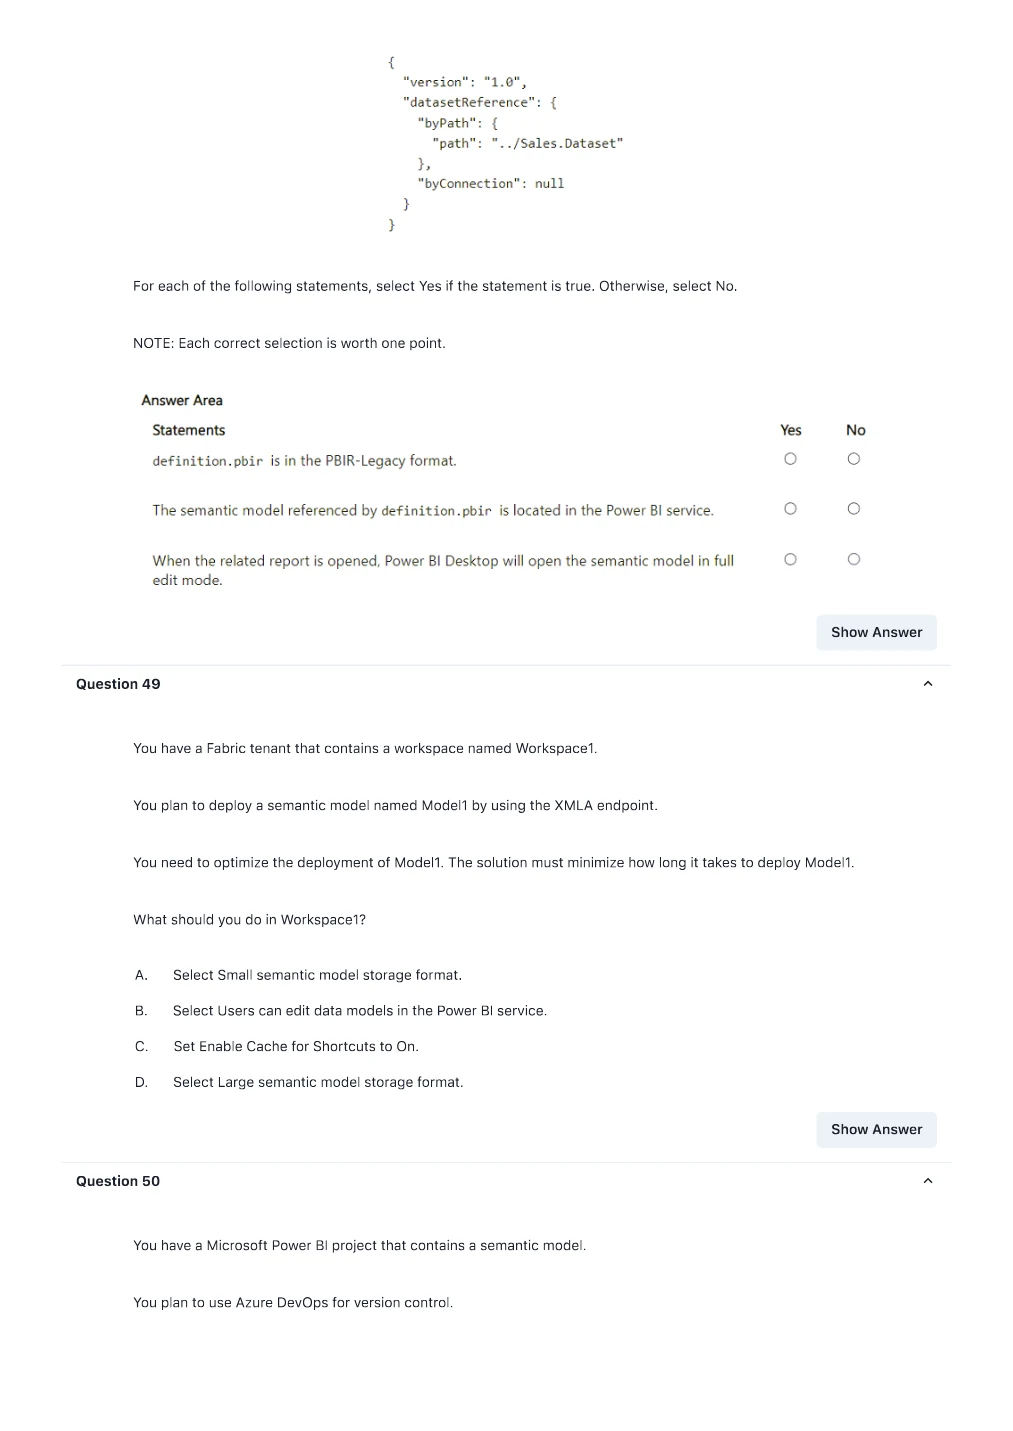 {
"version": "1.0",
"datasetReference": {
"byPath": {
"path": "../Sales.Dataset"
},
"byConnection": null
}
}
For each of the following statements, select Yes if the statement is true. Otherwise, select No.
NOTE: Each correct selection is worth one point.
Answer Area
Statements Yes No
definition.pbir is in the PBIR-Legacy format.
The semantic model referenced by definition.pbir is located in the Power BI service.
When the related report is opened, Power BI Desktop will open the semantic model in full
edit mode.
Show Answer
Question 49
You have a Fabric tenant that contains a workspace named Workspace1.
You plan to deploy a semantic model named Model1 by using the XMLA endpoint.
You need to optimize the deployment of Model1. The solution must minimize how long it takes to deploy Model1.
What should you do in Workspace1?
A. Select Small semantic model storage format.
B. Select Users can edit data models in the Power BI service.
C. Set Enable Cache for Shortcuts to On.
D. Select Large semantic model storage format.
Show Answer
Question 50
You have a Microsoft Power BI project that contains a semantic model.
You plan to use Azure DevOps for version control.